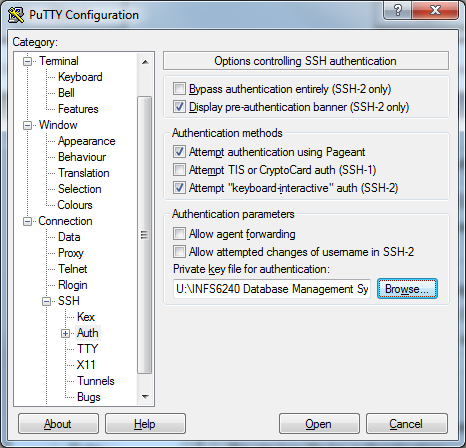 PuTTY Configuration
Category:
Terminal
Keyboard
Bell
Features
Window
Appearance
Behaviour
Translation
Selection
Colours
Connection
Data
Proxy
Telnet
Rlogin
SSH
Kex
Auth
TTY
X11
Tunnels
Bugs
Options controlling SSH authentication
Bypass authentication entirely (SSH-2 only)
Display pre-authentication banner (SSH-2 only)
Authentication methods
Attempt authentication using Pageant
Attempt TIS or CryptoCard auth (SSH-1)
Attempt "keyboard-interactive" auth (SSH-2)
Authentication parameters
Allow agent forwarding
Allow attempted changes of username in SSH-2
Private key file for authentication:
U:\INFS6240 Database Management Sy
Browse...
About
Help
Open
Cancel